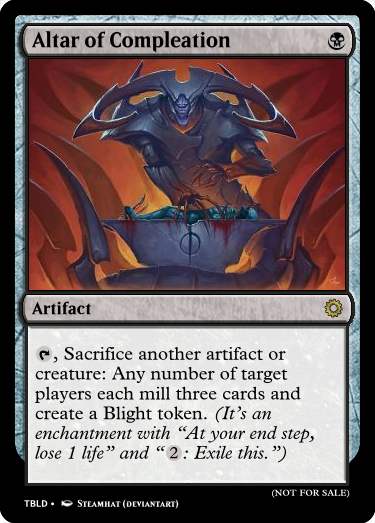 Altar of Compleation
Artifact
, Sacrifice another artifact or
creature: Any number of target
players each mill three cards and
create a Blight token. (It's an
enchantment with “At your end step,
lose 1 life” and “2: Exile this.”)
(NOT FOR SALE)
TBLD • STEAMHAT (DEVIANTART)